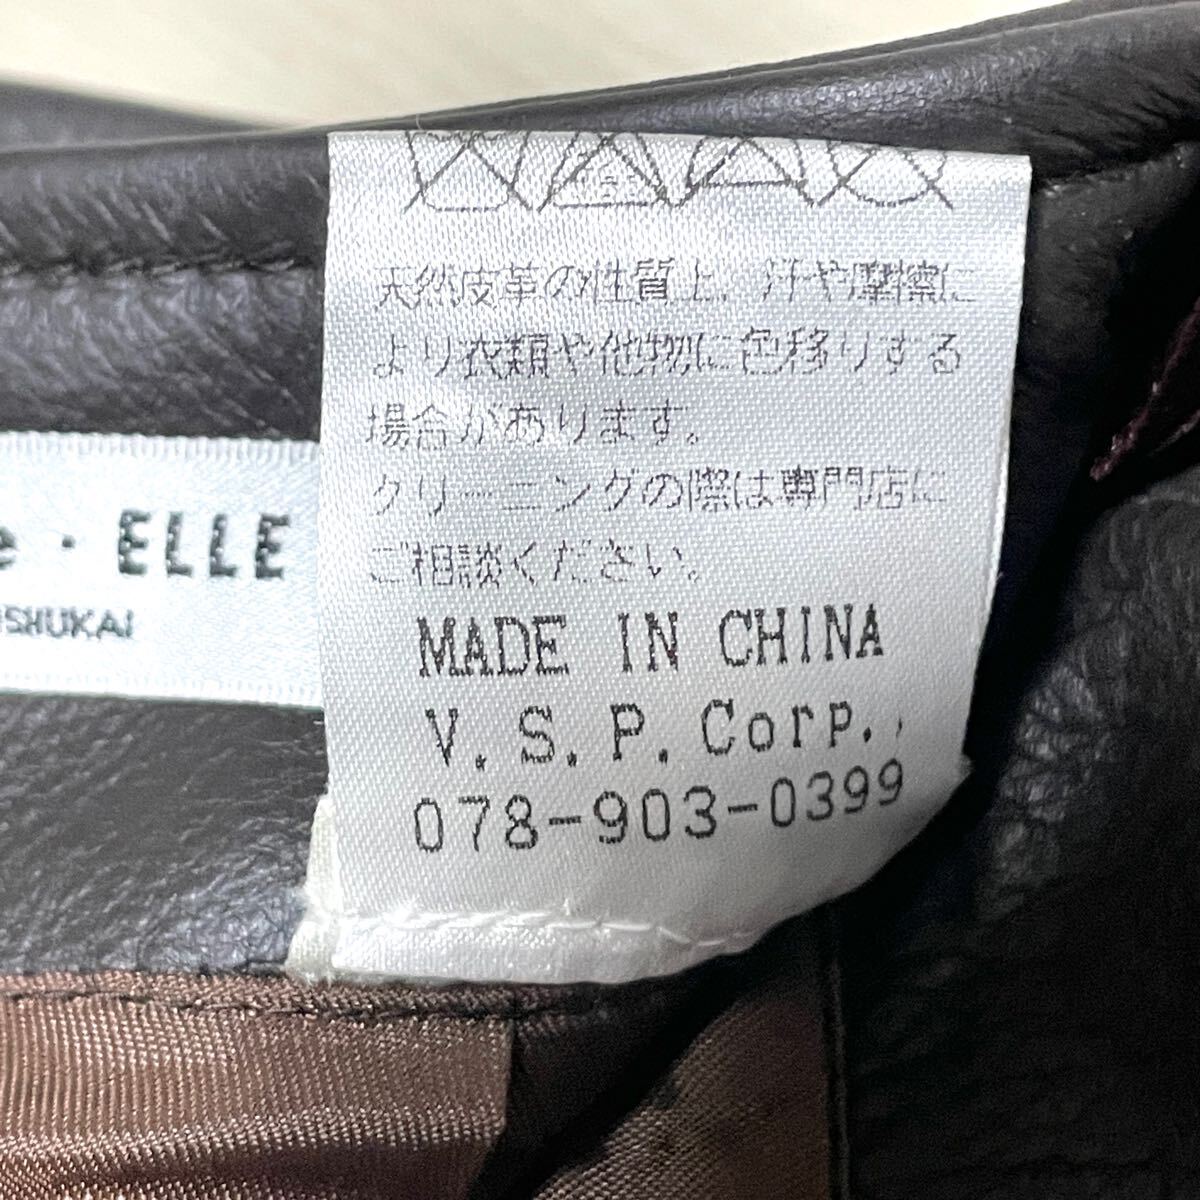 天然皮革の性質上、汗や摩擦に
より衣類や他物に色移りする
場合があります。
クリーニングの際は専門店に
ご相談ください。
MADE IN CHINA
V.S.P.Corp.,
078-903-0399
e・ELLE
SHUKAI